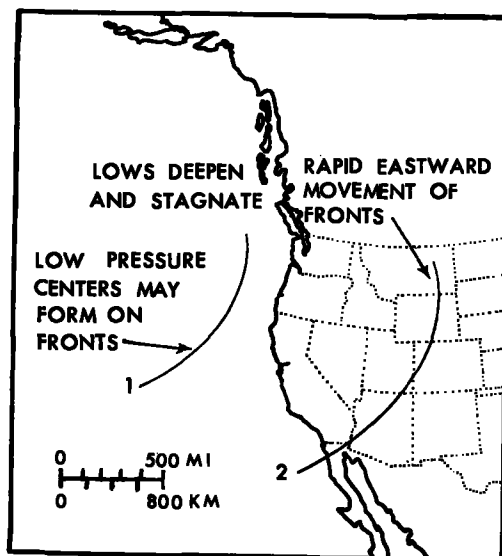 LOWS DEEPEN
AND STAGNATE
RAPID EASTWARD
MOVEMENT OF
FRONTS
LOW PRESSURE
CENTERS MAY
FORM ON
FRONTS
1
2
0 500 MI
0 800 KM